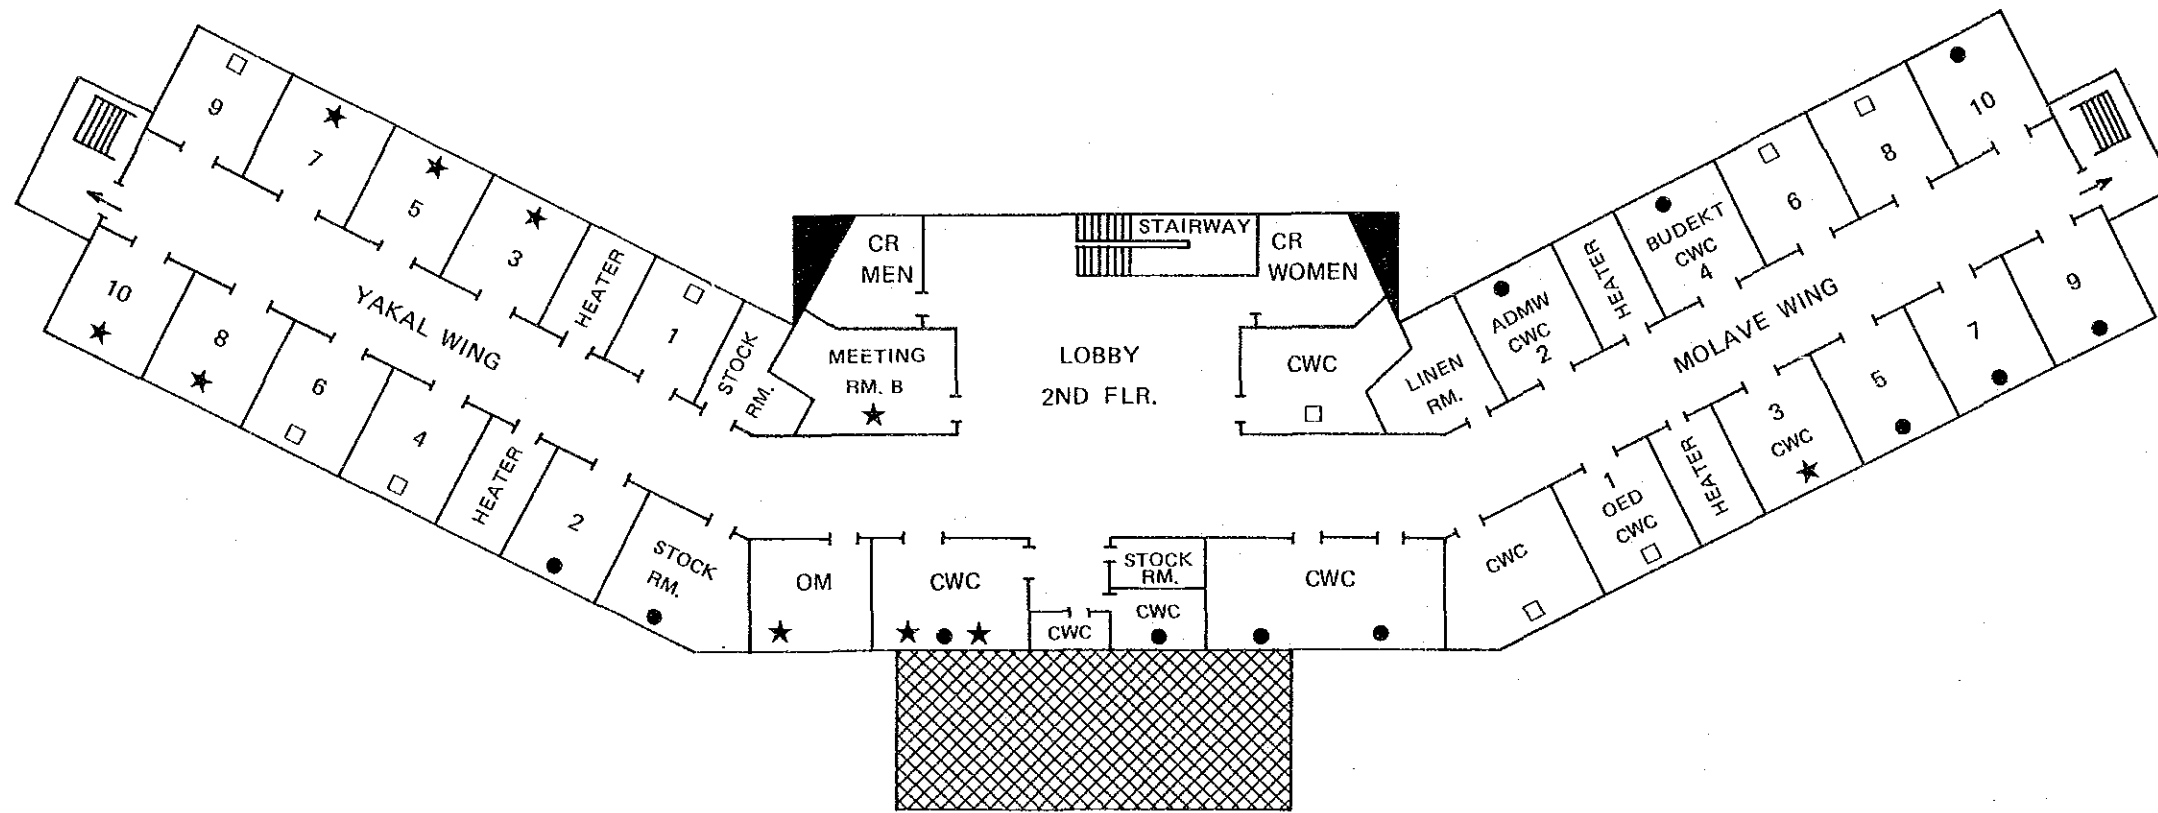 9
7
5
3
HEATER
1
STOCK
RM.
YAKAL WING
10
8
6
4
HEATER
2
STOCK
RM.
CR
MEN
MEETING
RM. B
STAIRWAY
CR
WOMEN
LOBBY
2ND FLR.
CWC
OM
CWC
CWC
STOCK
RM.
CWC
CWC
LINEN
RM.
ADMW
CWC
2
HEATER
BUDEKT
CWC
4
6
8
10
MOLAVE WING
CWC
1
OED
CWC
HEATER
3
CWC
5
7
9